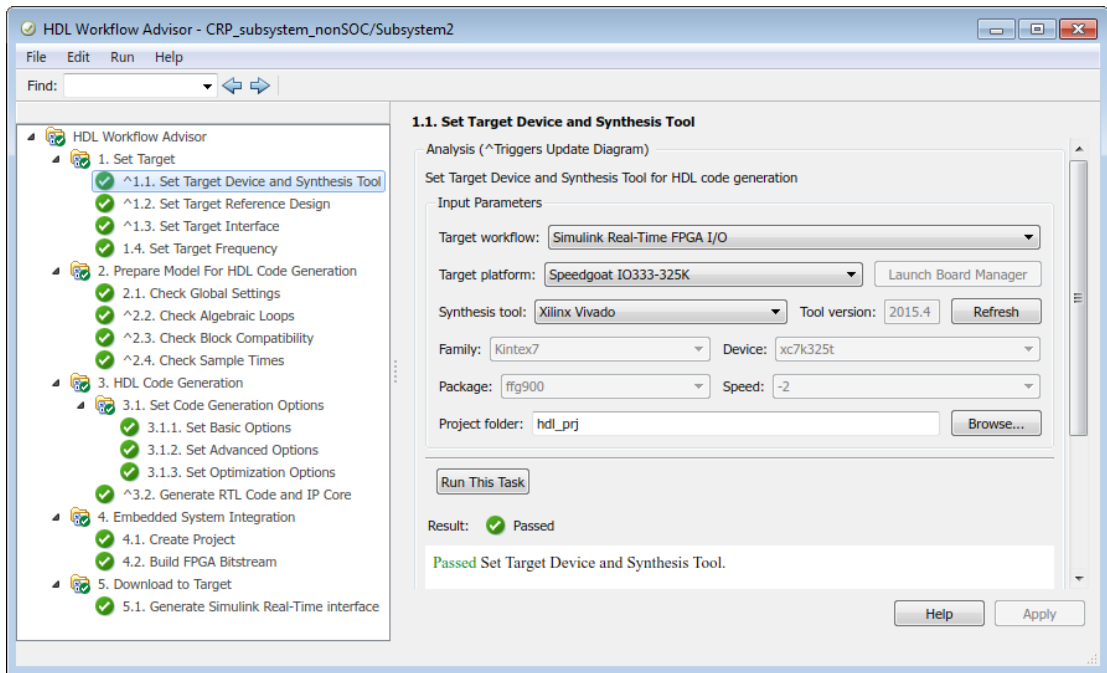 HDL Workflow Advisor - CRP_subsystem_nonSOC/Subsystem2
File Edit Run Help
Find:
HDL Workflow Advisor
1. Set Target
^1.1. Set Target Device and Synthesis Tool
^1.2. Set Target Reference Design
^1.3. Set Target Interface
1.4. Set Target Frequency
2. Prepare Model For HDL Code Generation
2.1. Check Global Settings
^2.2. Check Algebraic Loops
^2.3. Check Block Compatibility
^2.4. Check Sample Times
3. HDL Code Generation
3.1. Set Code Generation Options
3.1.1. Set Basic Options
3.1.2. Set Advanced Options
3.1.3. Set Optimization Options
^3.2. Generate RTL Code and IP Core
4. Embedded System Integration
4.1. Create Project
4.2. Build FPGA Bitstream
5. Download to Target
5.1. Generate Simulink Real-Time interface
1.1. Set Target Device and Synthesis Tool
Analysis (^Triggers Update Diagram)
Set Target Device and Synthesis Tool for HDL code generation
Input Parameters
Target workflow: Simulink Real-Time FPGA I/O
Target platform: Speedgoat IO333-325K Launch Board Manager
Synthesis tool: Xilinx Vivado Tool version: 2015.4 Refresh
Family: Kintex7 Device: xc7k325t
Package: ffg900 Speed: -2
Project folder: hdl_prj Browse...
Run This Task
Result: Passed
Passed Set Target Device and Synthesis Tool.
Help Apply